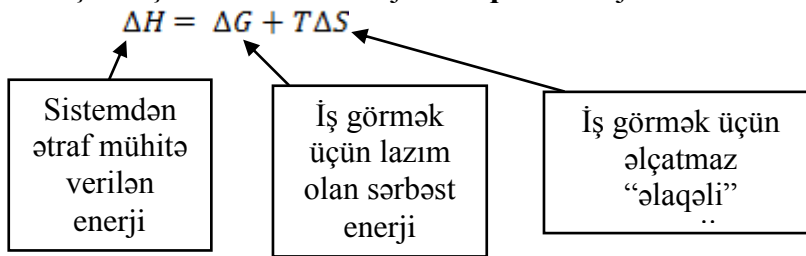 ΔH = ΔG + TΔS
Sistemdən
ətraf mühitə
verilən
enerji
İş görmək
üçün lazım
olan sərbəst
enerji
İş görmək üçün
əlçatmaz
“əlaqəli”